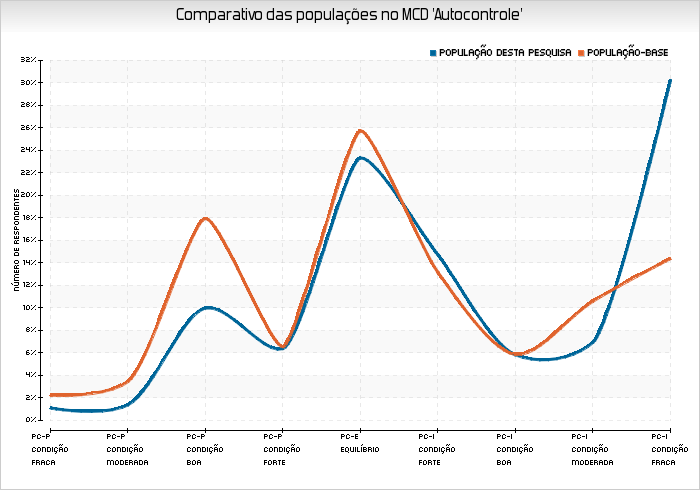 Comparativo das populações no MCD 'Autocontrole'
POPULAÇÃO DESTA PESQUISA POPULAÇÃO-BASE
32%
30%
28%
26%
24%
22%
20%
18%
16%
14%
12%
10%
8%
6%
4%
2%
0%
NÚMERO DE RESPONDENTES
PC-P CONDIÇÃO FRACA
PC-P CONDIÇÃO MODERADA
PC-P CONDIÇÃO BOA
PC-P CONDIÇÃO FORTE
PC-E EQUILÍBRIO
PC-I CONDIÇÃO FORTE
PC-I CONDIÇÃO BOA
PC-I CONDIÇÃO MODERADA
PC-I CONDIÇÃO FRACA